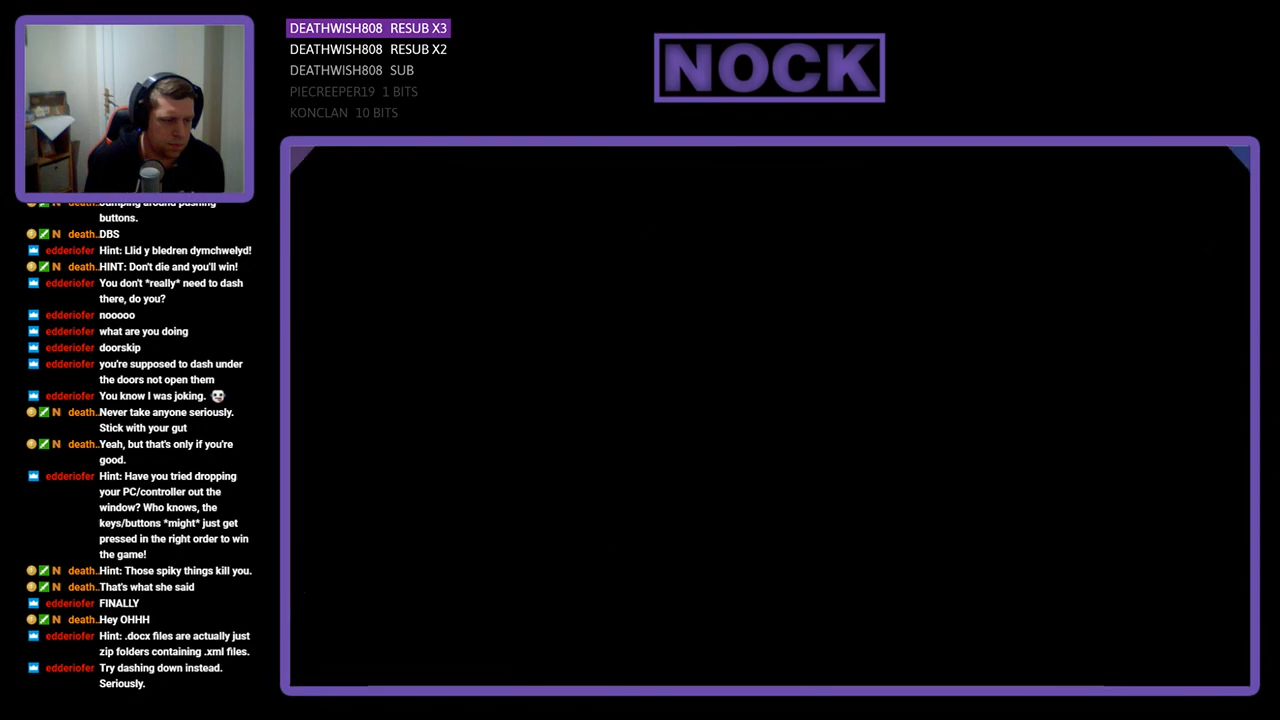 DEATHWISH808 RESUB X3
DEATHWISH808 RESUB X2
DEATHWISH808 SUB
PIECREEPER19 1 BITS
KONCLAN 10 BITS
NOCK
death.. Jumping around pushing
buttons.
N death.. DBS
edderiofer Hint: Llid y bledren dymchwelyd!
N death.. HINT: Don't die and you'll win!
edderiofer You don't *really* need to dash
there, do you?
edderiofer nooooo
edderiofer what are you doing
edderiofer doorskip
edderiofer you're supposed to dash under
the doors not open them
edderiofer You know I was joking.
N death.. Never take anyone seriously.
Stick with your gut
N death.. Yeah, but that's only if you're
good.
edderiofer Hint: Have you tried dropping
your PC/controller out the
window? Who knows, the
keys/buttons *might* just get
pressed in the right order to win
the game!
N death.. Hint: Those spiky things kill you.
N death.. That's what she said
edderiofer FINALLY
N death.. Hey OHHH
edderiofer Hint: .docx files are actually just
zip folders containing .xml files.
edderiofer Try dashing down instead.
Seriously.